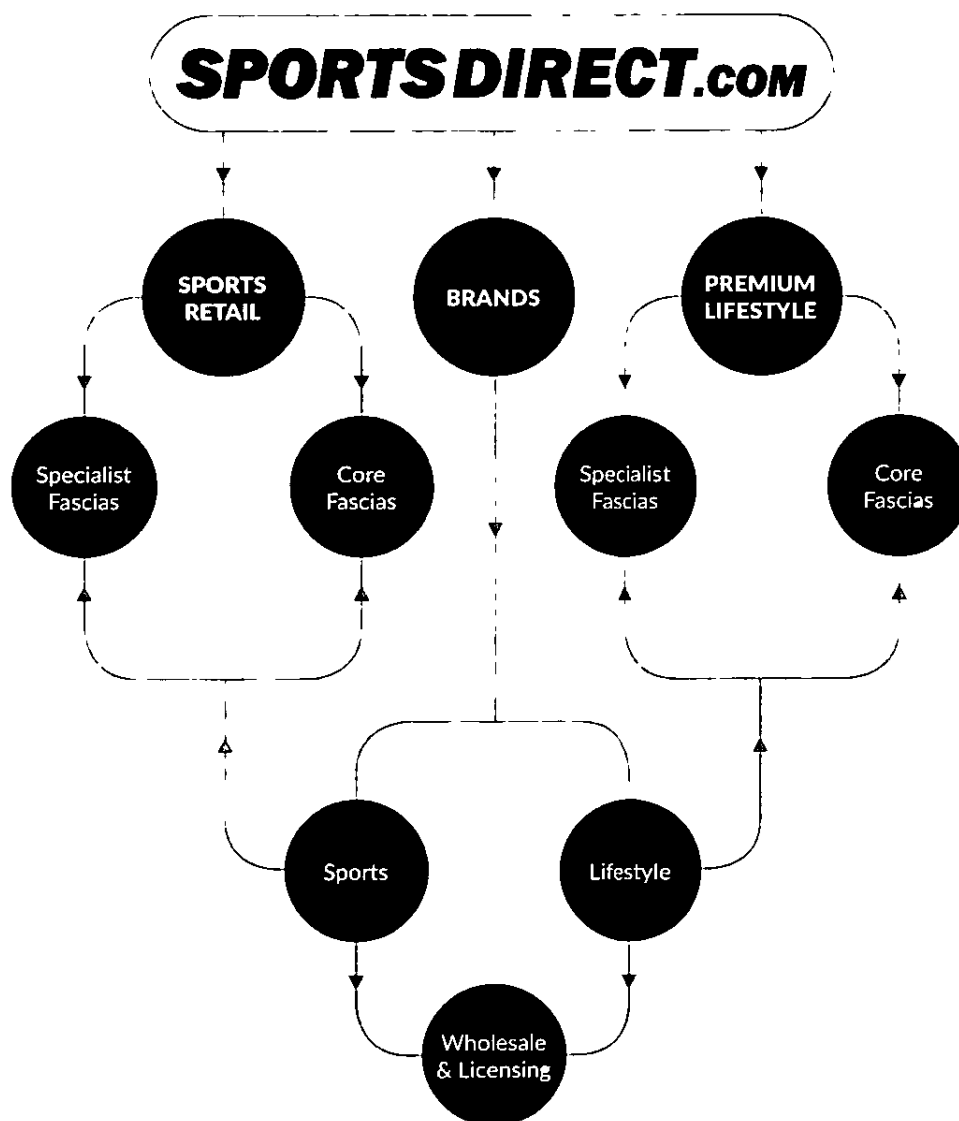 SPORTSDIRECT.COM
SPORTS
RETAIL
BRANDS
PREMIUM
LIFESTYLE
Specialist
Fascias
Core
Fascias
Specialist
Fascias
Core
Fascias
Sports
Lifestyle
Wholesale
& Licensing